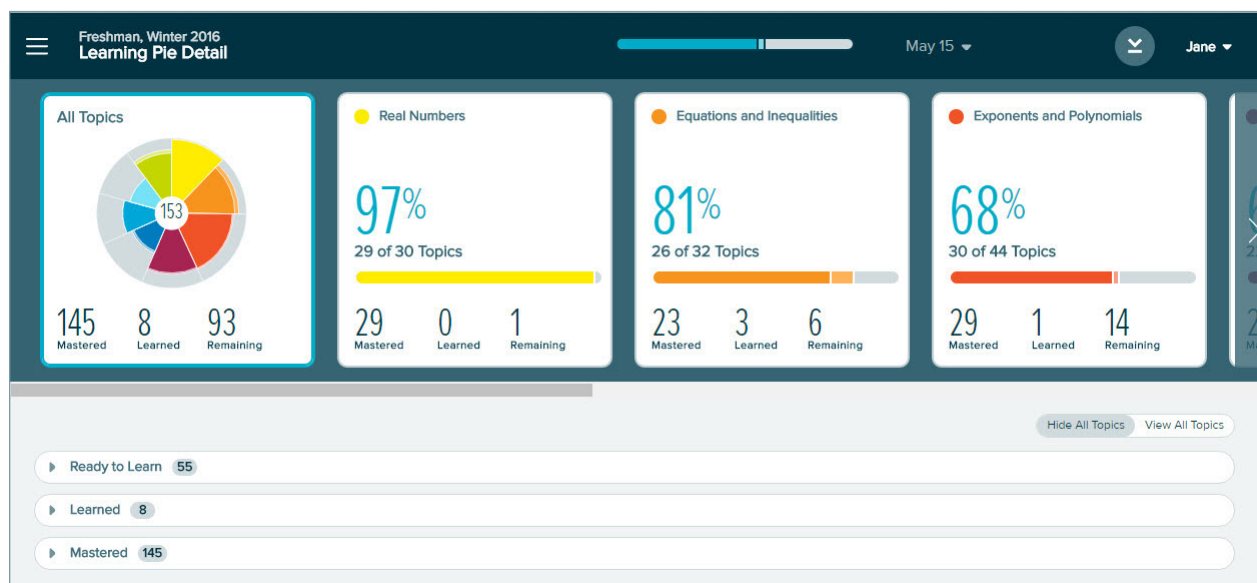 Freshman, Winter 2016
Learning Pie Detail
May 15
Jane
All Topics
153
145 8 93
Mastered Learned Remaining
Real Numbers
97%
29 of 30 Topics
29 0 1
Mastered Learned Remaining
Equations and Inequalities
81%
26 of 32 Topics
23 3 6
Mastered Learned Remaining
Exponents and Polynomials
68%
30 of 44 Topics
29 1 14
Mastered Learned Remaining
Hide All Topics View All Topics
Ready to Learn 55
Learned 8
Mastered 145